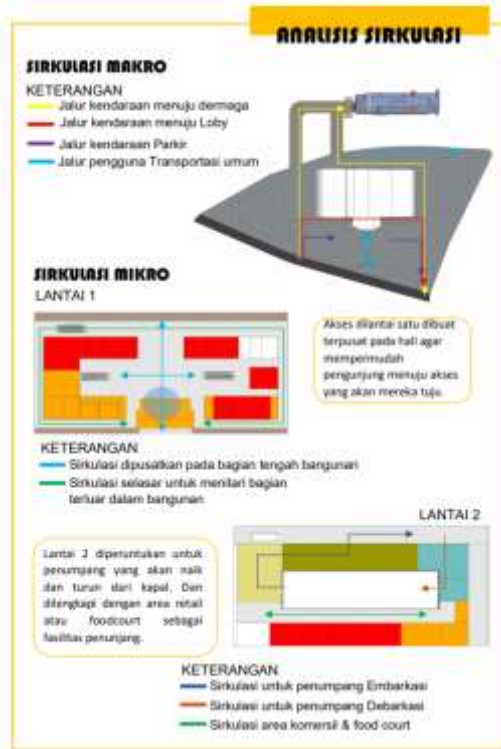 ANALISIS SIRKULASI
SIRKULASI MAKRO
KETERANGAN
Jalur kendaraan menuju dermaga
Jalur kendaraan menuju Loby
Jalur kendaraan Parkir
Jalur pengguna Transportasi umum
SIRKULASI MIKRO
LANTAI 1
Akses dilantai satu dibuat
terpusat pada hall agar
mempermudah
pengunjung menuju akses
yang akan mereka tuju.
KETERANGAN
Sirkulasi dipusatkan pada bagian tengah bangunan
Sirkulasi selasar untuk menitari bagian
terluar dalam bangunan
LANTAI 2
Lantai 2 diperuntukan untuk
penumpang yang akan naik
dan turun dari kapal. Dan
dilengkapi dengan area retail
atau foodcourt sebagai
fasilitas penunjang.
KETERANGAN
Sirkulasi untuk penumpang Embarkasi
Sirkulasi untuk penumpang Debarkasi
Sirkulasi area komersil & food court